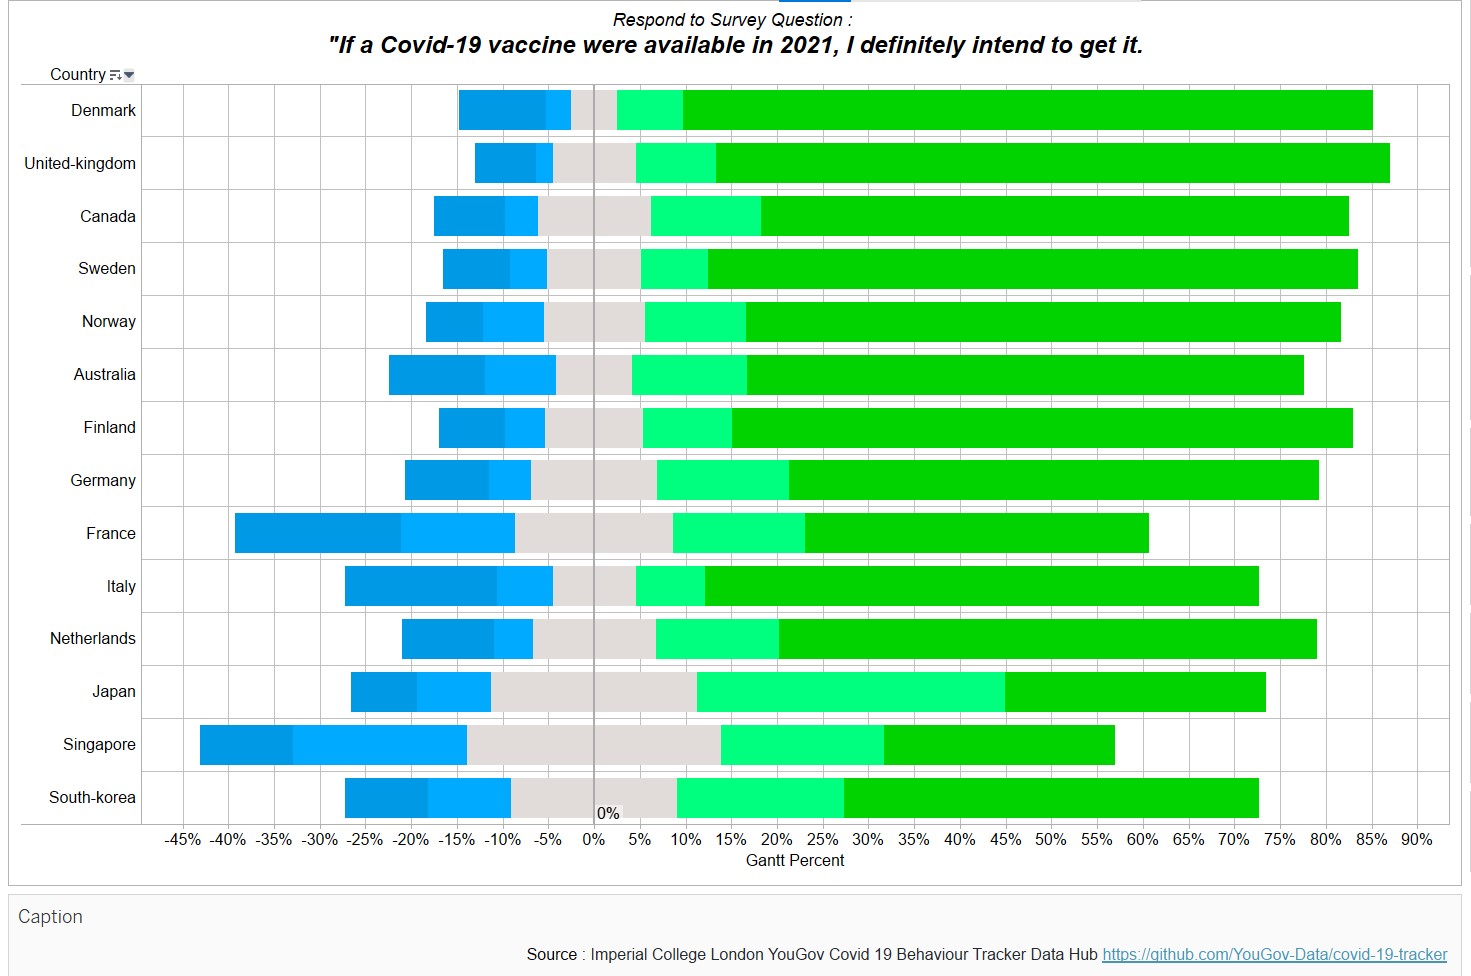 Respond to Survey Question :
"If a Covid-19 vaccine were available in 2021, I definitely intend to get it.
Country
Denmark
United-kingdom
Canada
Sweden
Norway
Australia
Finland
Germany
France
Italy
Netherlands
Japan
Singapore
South-korea
0%
-45% -40% -35% -30% -25% -20% -15% -10% -5% 0% 5% 10% 15% 20% 25% 30% 35% 40% 45% 50% 55% 60% 65% 70% 75% 80% 85% 90%
Gantt Percent
Caption
Source : Imperial College London YouGov Covid 19 Behaviour Tracker Data Hub https://github.com/YouGov-Data/covid-19-tracker